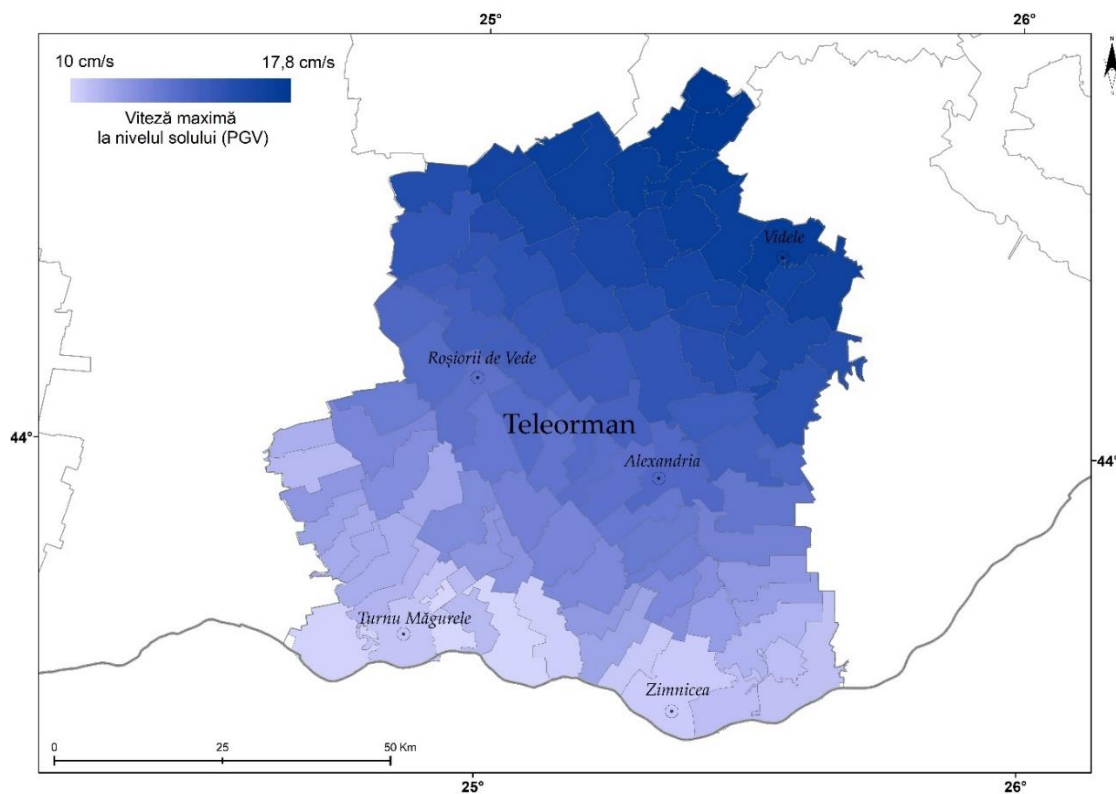 25°
26°
N
10 cm/s
17,8 cm/s
Viteză maximă
la nivelul solului (PGV)
Videle
Roșiorii de Vede
Teleorman
44°
Alexandria
44°
Turnu Măgurele
Zimnicea
0
25
50 Km
25°
26°